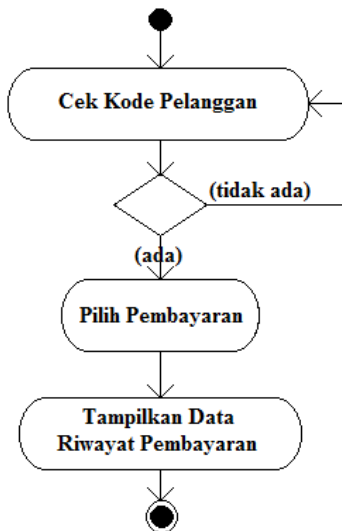 Cek Kode Pelanggan
(tidak ada)
(ada)
Pilih Pembayaran
Tampilkan Data
Riwayat Pembayaran